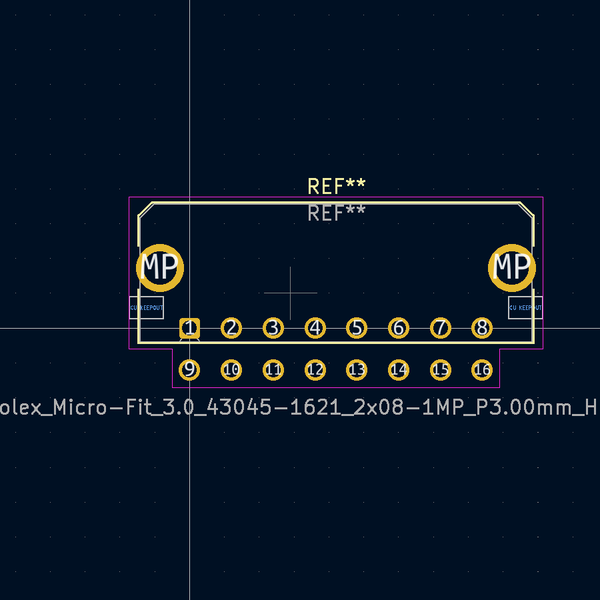 REF**
REF**
MP MP
CU KEEPOUT CU KEEPOUT
1 2 3 4 5 6 7 8
9 10 11 12 13 14 15 16
olex_Micro-Fit_3.0_43045-1621_2x08-1MP_P3.00mm_H